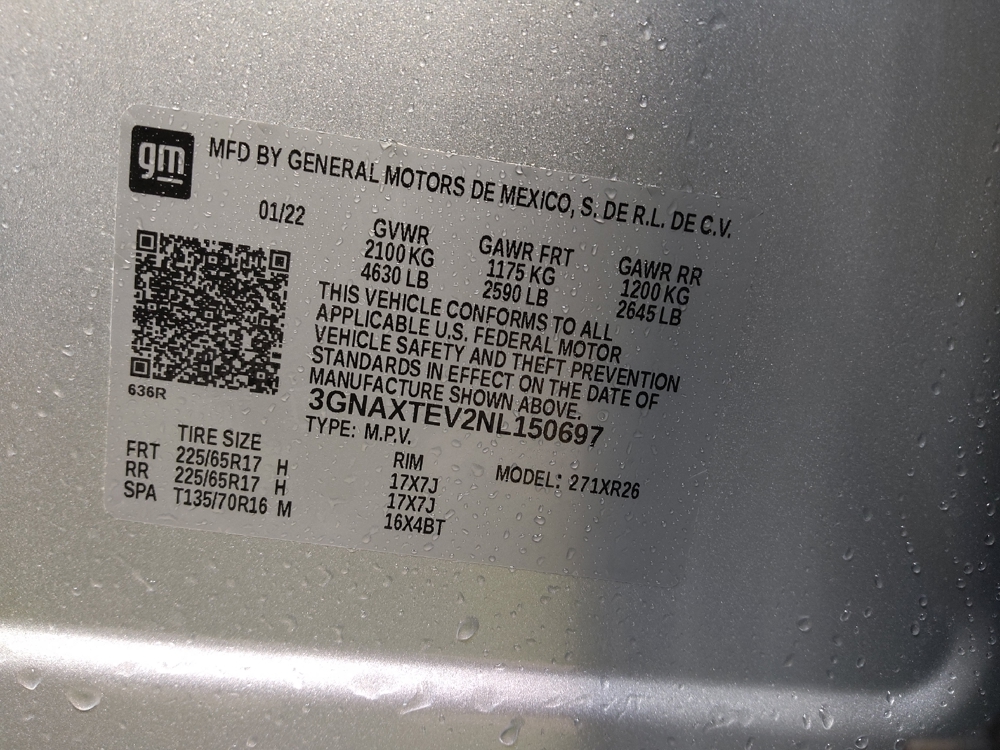 gm
MFD BY GENERAL MOTORS DE MEXICO, S. DE R.L. DE C.V.
01/22
GVWR GAWR FRT GAWR RR
2100 KG 1175 KG 1200 KG
4630 LB 2590 LB 2645 LB
THIS VEHICLE CONFORMS TO ALL
APPLICABLE U.S. FEDERAL MOTOR
VEHICLE SAFETY AND THEFT PREVENTION
STANDARDS IN EFFECT ON THE DATE OF
MANUFACTURE SHOWN ABOVE.
3GNAXTEV2NL150697
636R
TYPE: M.P.V.
MODEL: 271XR26
TIRE SIZE RIM
FRT 225/65R17 H 17X7J
RR 225/65R17 H 17X7J
SPA T135/70R16 M 16X4BT